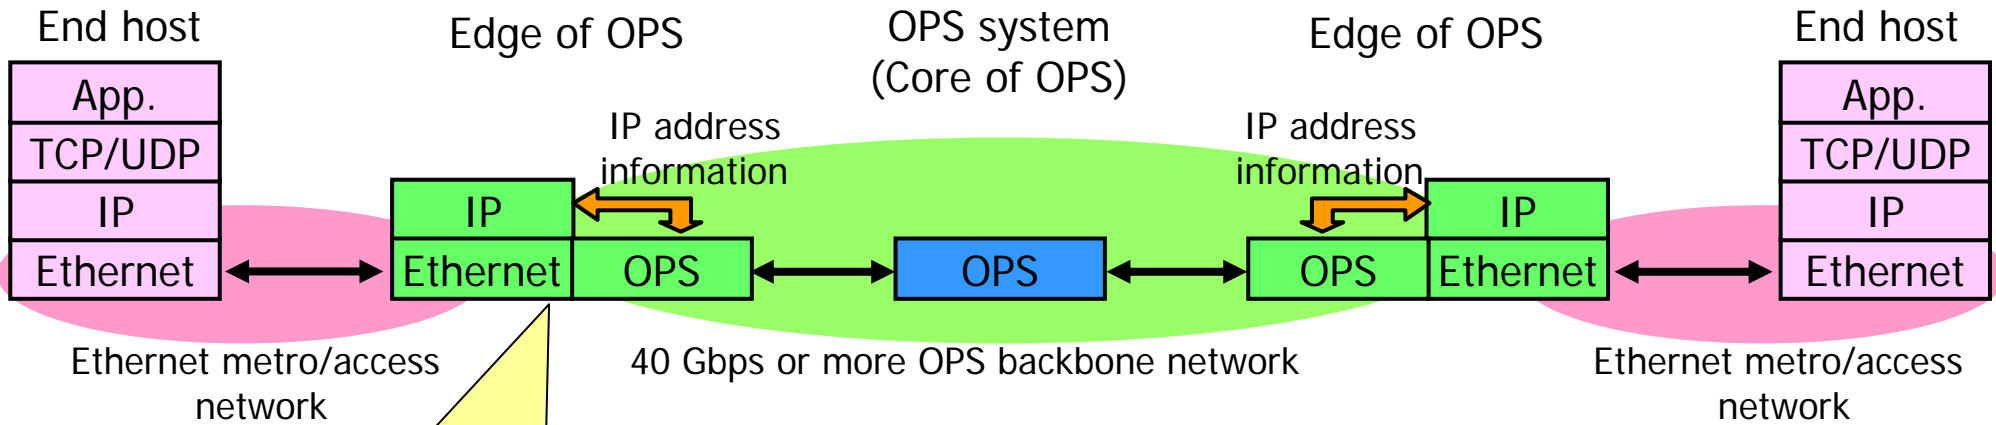 End host
Edge of OPS
OPS system
(Core of OPS)
Edge of OPS
End host
App.
TCP/UDP
IP
Ethernet
IP address
information
IP
Ethernet
OPS
OPS
IP address
information
IP
OPS
Ethernet
App.
TCP/UDP
IP
Ethernet
Ethernet metro/access
network
40 Gbps or more OPS backbone network
Ethernet metro/access
network